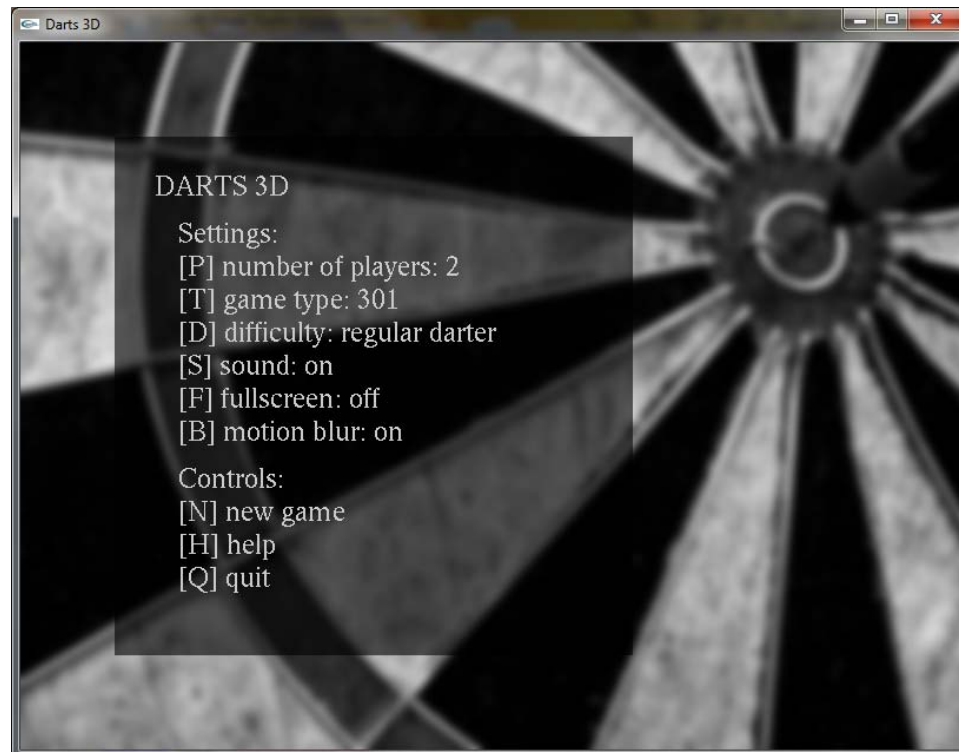 Darts 3D
DARTS 3D
Settings:
[P] number of players: 2
[T] game type: 301
[D] difficulty: regular darter
[S] sound: on
[F] fullscreen: off
[B] motion blur: on
Controls:
[N] new game
[H] help
[Q] quit